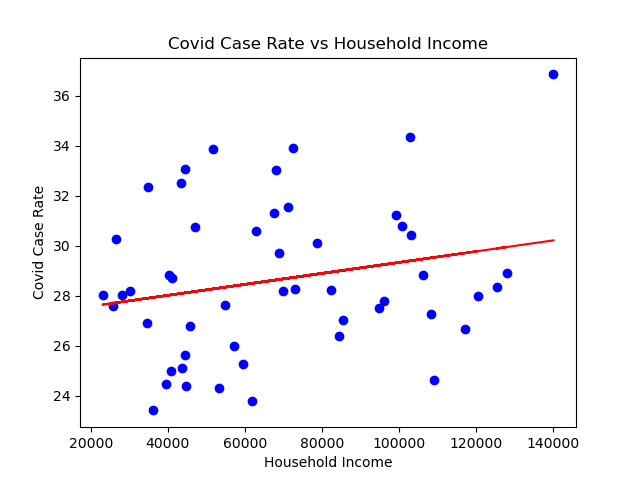 Covid Case Rate vs Household Income
Covid Case Rate
36
34
32
30
28
26
24
20000 40000 60000 80000 100000 120000 140000
Household Income